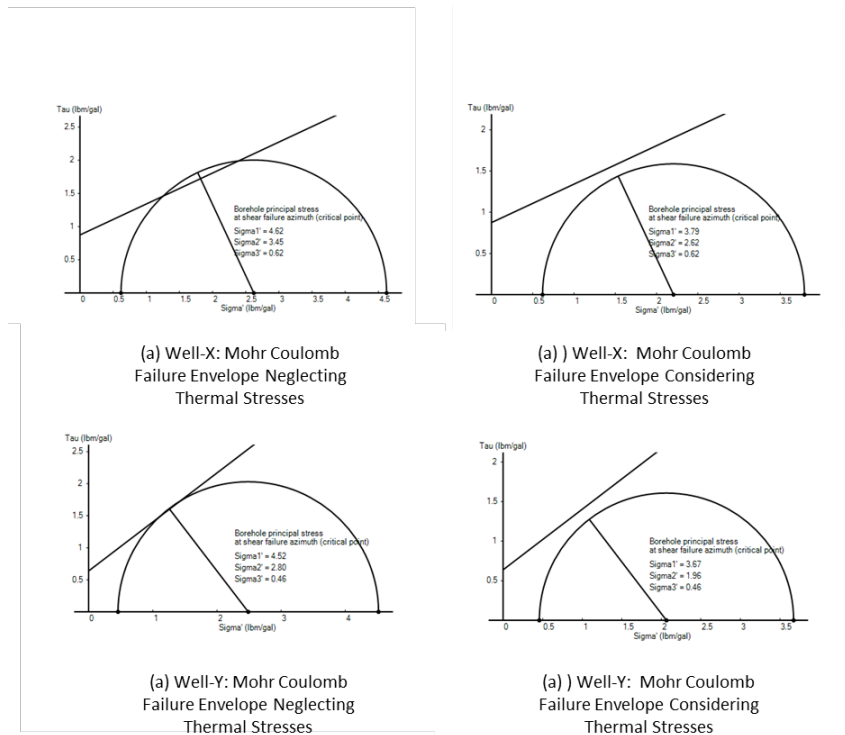 Tau (lbm/gal)
2.5
2
1.5
1
0.5
0 0.5 1 1.5 2 2.5 3 3.5 4 4.5
Sigma' (lbm/gal)
Borehole principal stress
at shear failure azimuth (critical point)
Sigma1' = 4.62
Sigma2' = 3.45
Sigma3' = 0.62
(a) Well-X: Mohr Coulomb
Failure Envelope Neglecting
Thermal Stresses
Tau (lbm/gal)
2
1.5
1
0.5
0 0.5 1 1.5 2 2.5 3 3.5
Sigma' (lbm/gal)
Borehole principal stress
at shear failure azimuth (critical point)
Sigma1' = 3.79
Sigma2' = 2.62
Sigma3' = 0.62
(a) ) Well-X: Mohr Coulomb
Failure Envelope Considering
Thermal Stresses
Tau (lbm/gal)
2.5
2
1.5
1
0.5
0 1 2 3 4
Sigma' (lbm/gal)
Borehole principal stress
at shear failure azimuth (critical point)
Sigma1' = 4.52
Sigma2' = 2.80
Sigma3' = 0.46
(a) Well-Y: Mohr Coulomb
Failure Envelope Neglecting
Thermal Stresses
Tau (lbm/gal)
2
1.5
1
0.5
0 0.5 1 1.5 2 2.5 3 3.5
Sigma' (lbm/gal)
Borehole principal stress
at shear failure azimuth (critical point)
Sigma1' = 3.67
Sigma2' = 1.96
Sigma3' = 0.46
(a) ) Well-Y: Mohr Coulomb
Failure Envelope Considering
Thermal Stresses